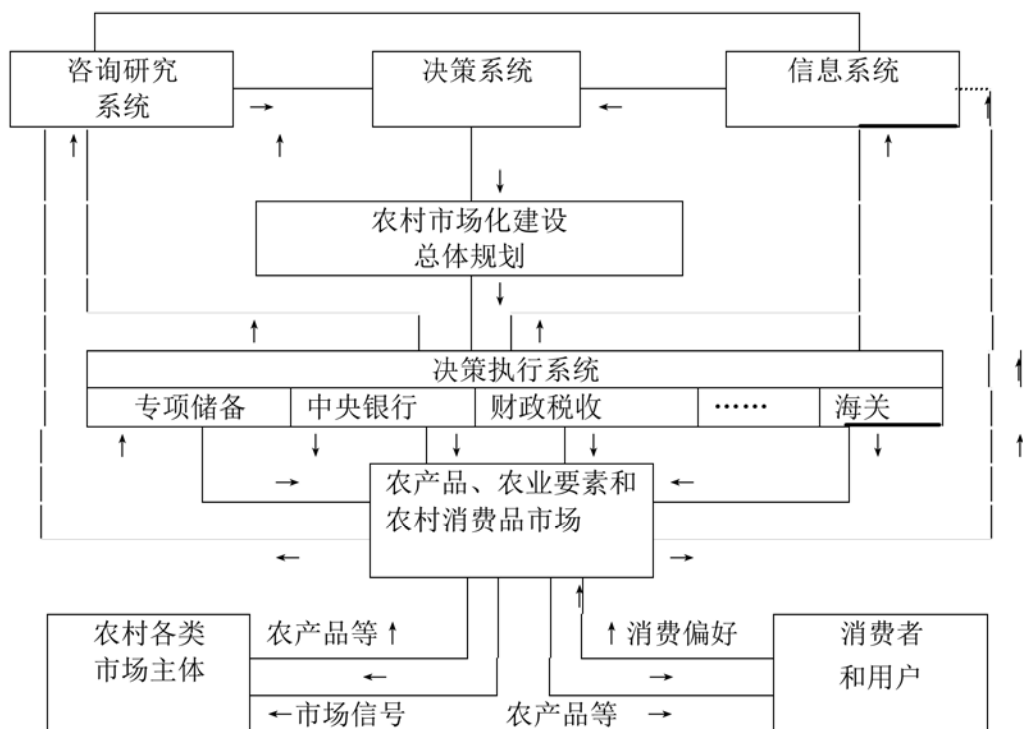 咨询研究
系统
决策系统
信息系统
农村市场化建设
总体规划
决策执行系统
专项储备
中央银行
财政税收
……
海关
农产品、农业要素和
农村消费品市场
农村各类
市场主体
农产品等
消费偏好
消费者
和用户
市场信号
农产品等